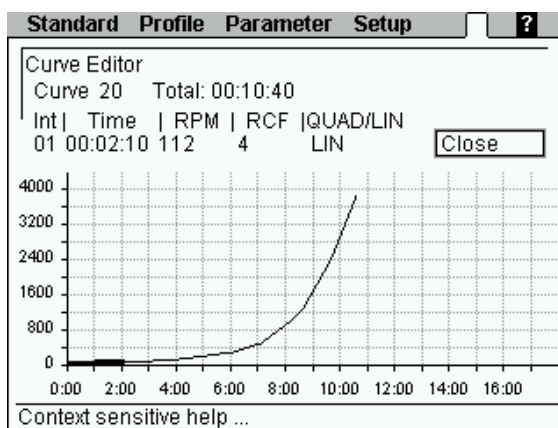 Standard Profile Parameter Setup ?
Curve Editor
Curve 20 Total: 00:10:40
Int| Time | RPM | RCF |QUAD/LIN
01 00:02:10 112 4 LIN
Close
4000
3200
2400
1600
800
0
0:00 2:00 4:00 6:00 8:00 10:00 12:00 14:00 16:00
Context sensitive help ...